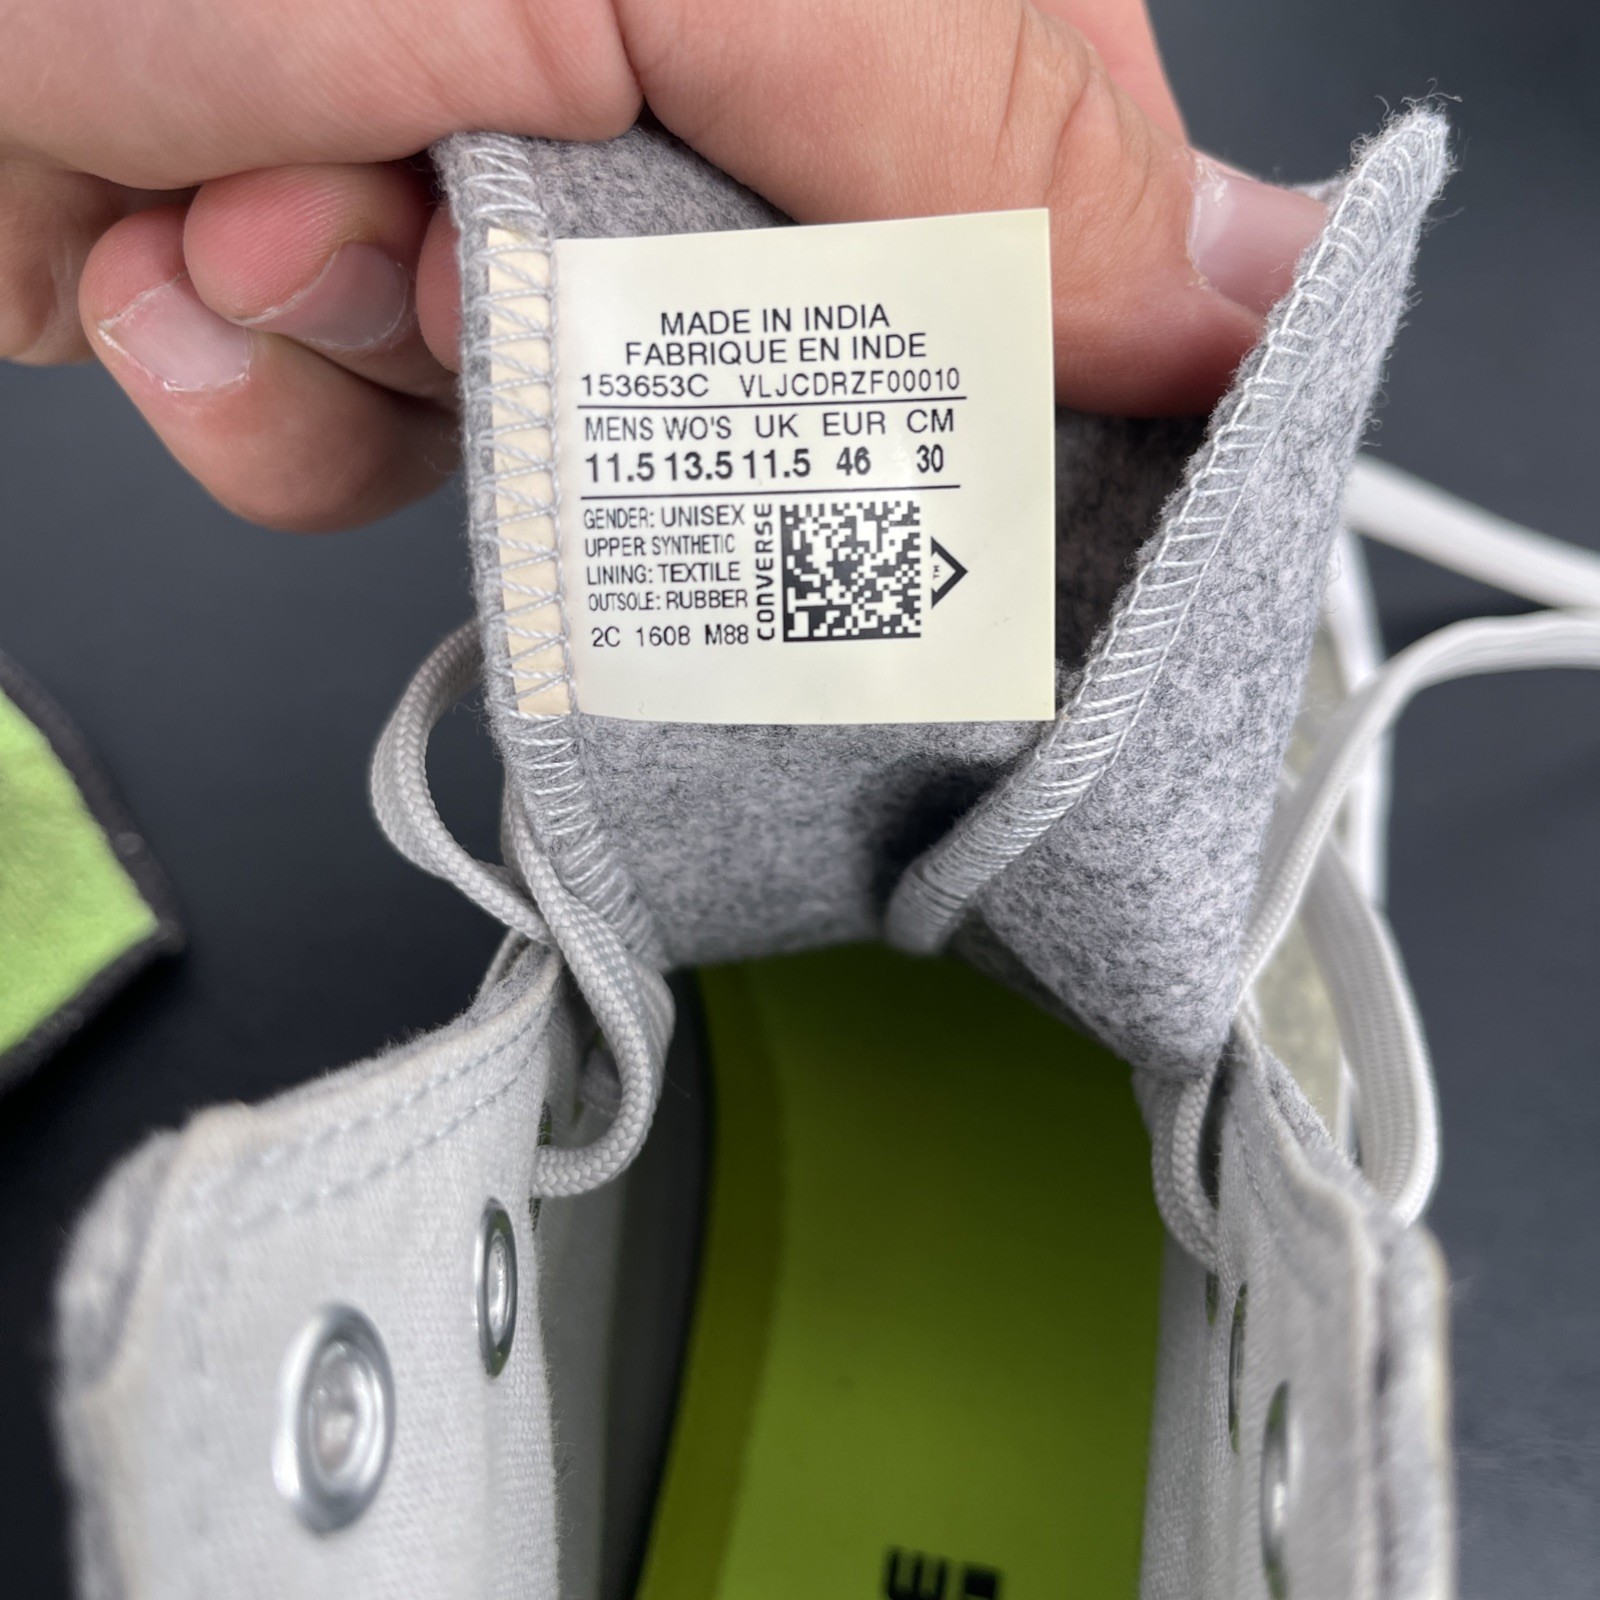 MADE IN INDIA
FABRIQUE EN INDE
153653C VLJCDRZF00010
MENS WO'S UK EUR CM
11.5 13.5 11.5 46 30
GENDER: UNISEX
UPPER SYNTHETIC
LINING: TEXTILE
OUTSOLE: RUBBER
2C 1608 M88
CONVERSE
TM